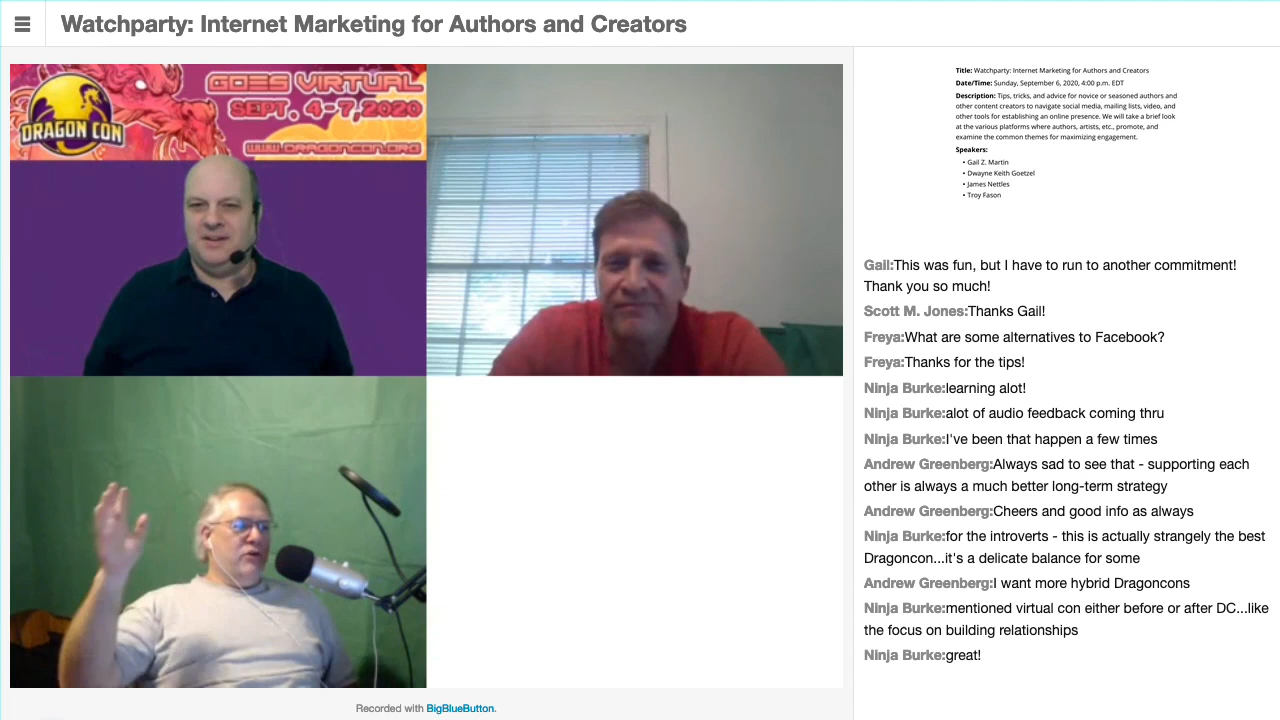 Watchparty: Internet Marketing for Authors and Creators
GOES VIRTUAL
SEPT. 4-7, 2020
DRAGON CON
WWW.DRAGONCON.ORG
Title: Watchparty: Internet Marketing for Authors and Creators
Date/Time: Sunday, September 6, 2020, 4:00 p.m. EDT
Description: Tips, tricks, and advice for novice or seasoned authors and
other content creators to navigate social media, mailing lists, video, and
other tools for establishing an online presence. We will take a brief look
at the various platforms where authors, artists, etc., promote, and
examine the common themes for maximizing engagement.
Speakers:
• Gail Z. Martin
• Dwayne Keith Goetzel
• James Nettles
• Troy Fason
Gail:This was fun, but I have to run to another commitment!
Thank you so much!
Scott M. Jones:Thanks Gail!
Freya:What are some alternatives to Facebook?
Freya:Thanks for the tips!
Ninja Burke:learning alot!
Ninja Burke:alot of audio feedback coming thru
Ninja Burke:I've been that happen a few times
Andrew Greenberg:Always sad to see that - supporting each
other is always a much better long-term strategy
Andrew Greenberg:Cheers and good info as always
Ninja Burke:for the introverts - this is actually strangely the best
Dragoncon...it's a delicate balance for some
Andrew Greenberg:I want more hybrid Dragoncons
Ninja Burke:mentioned virtual con either before or after DC...like
the focus on building relationships
Ninja Burke:great!
Recorded with BigBlueButton.